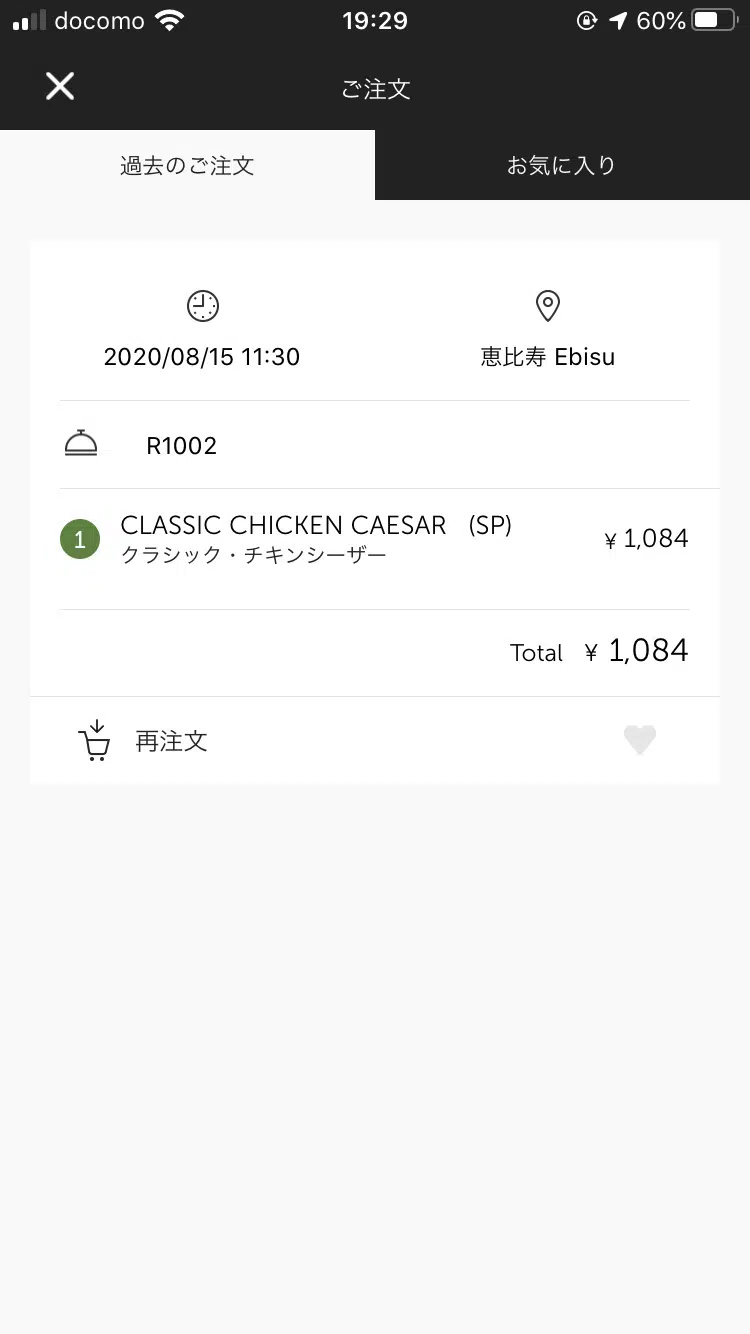 docomo 19:29 60%
ご注文
過去のご注文 お気に入り
2020/08/15 11:30 恵比寿 Ebisu
R1002
1 CLASSIC CHICKEN CAESAR (SP) ¥ 1,084
クラシック・チキンシーザー
Total ¥ 1,084
再注文